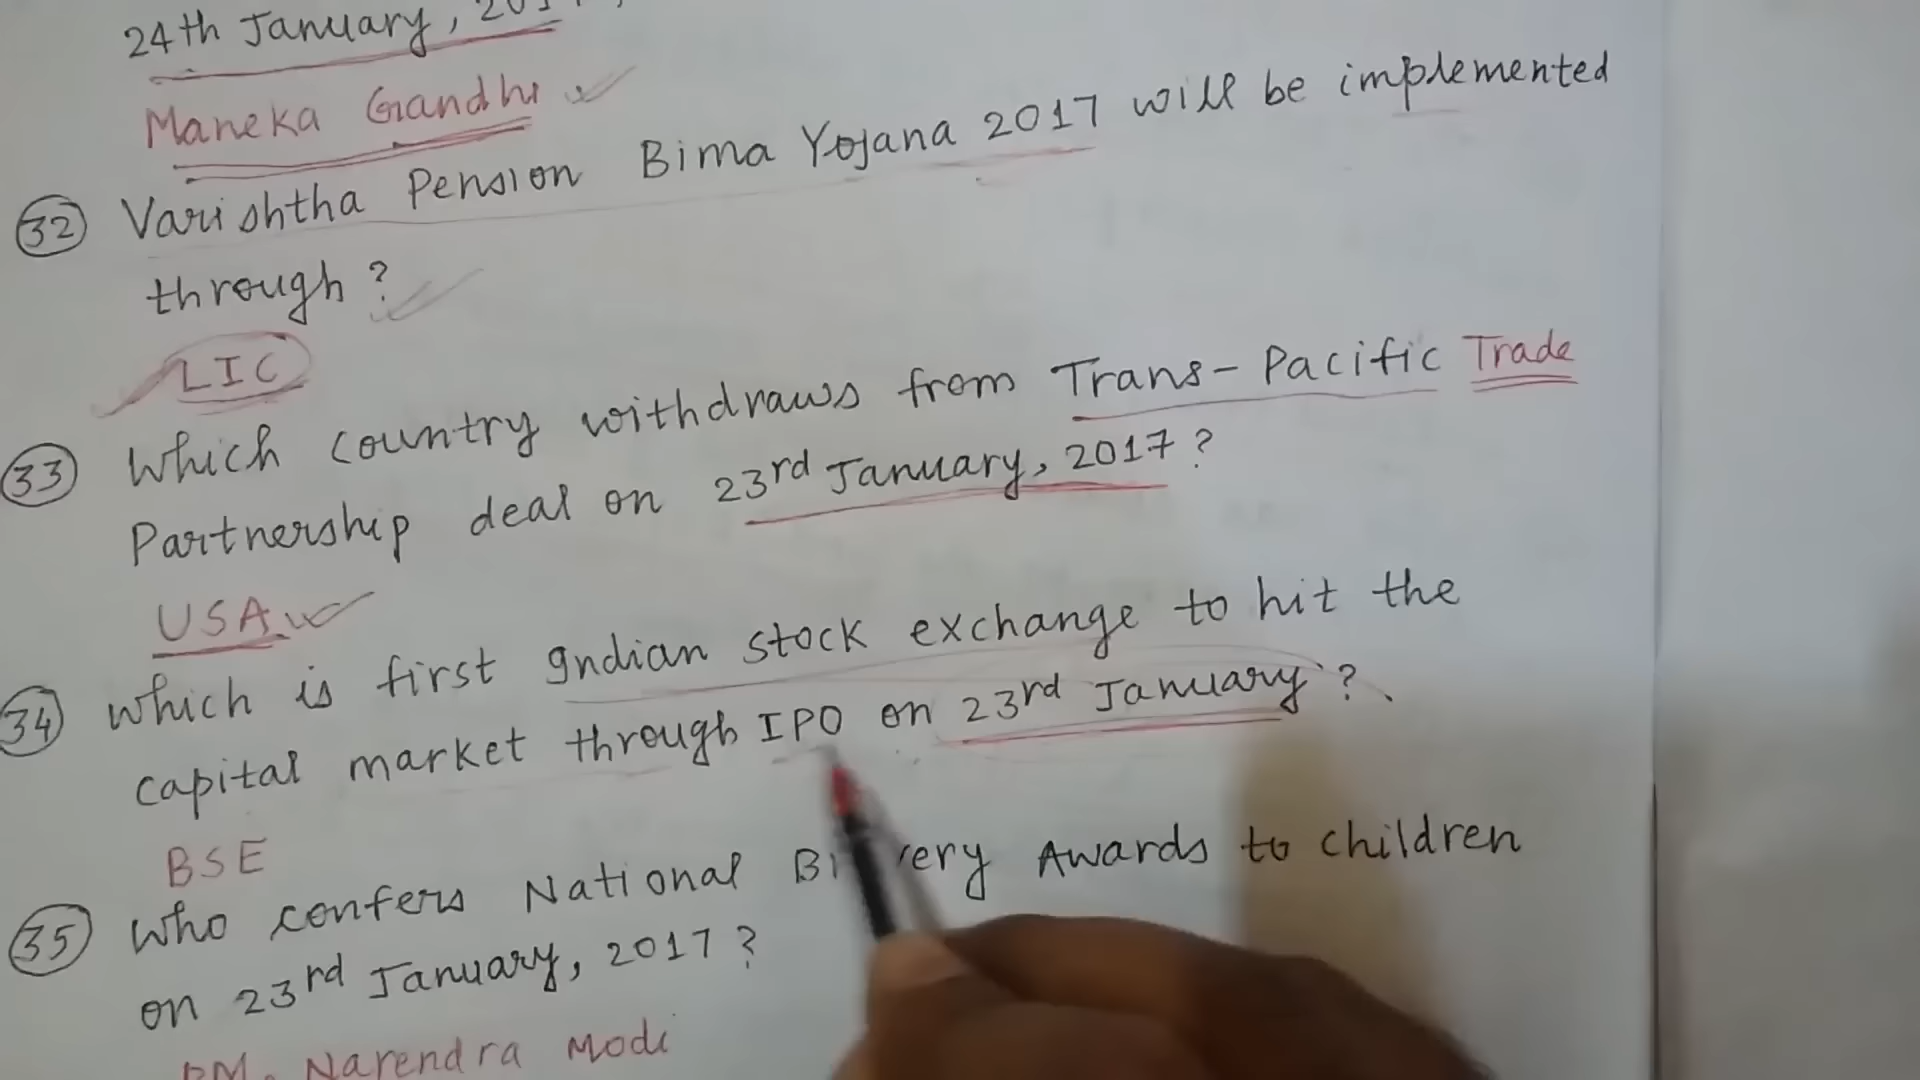 24th January, 201
Maneka Gandhi
32 Varishtha Pension Bima Yojana 2017 will be implemented
through?
LIC
33 Which country withdraws from Trans-Pacific Trade
Partnership deal on 23rd January, 2017?
USA
34 Which is first Indian stock exchange to hit the
capital market through IPO on 23rd January?
BSE
35 Who confers National Awards to children
on 23rd January, 2017?
PM. Narendra Modi